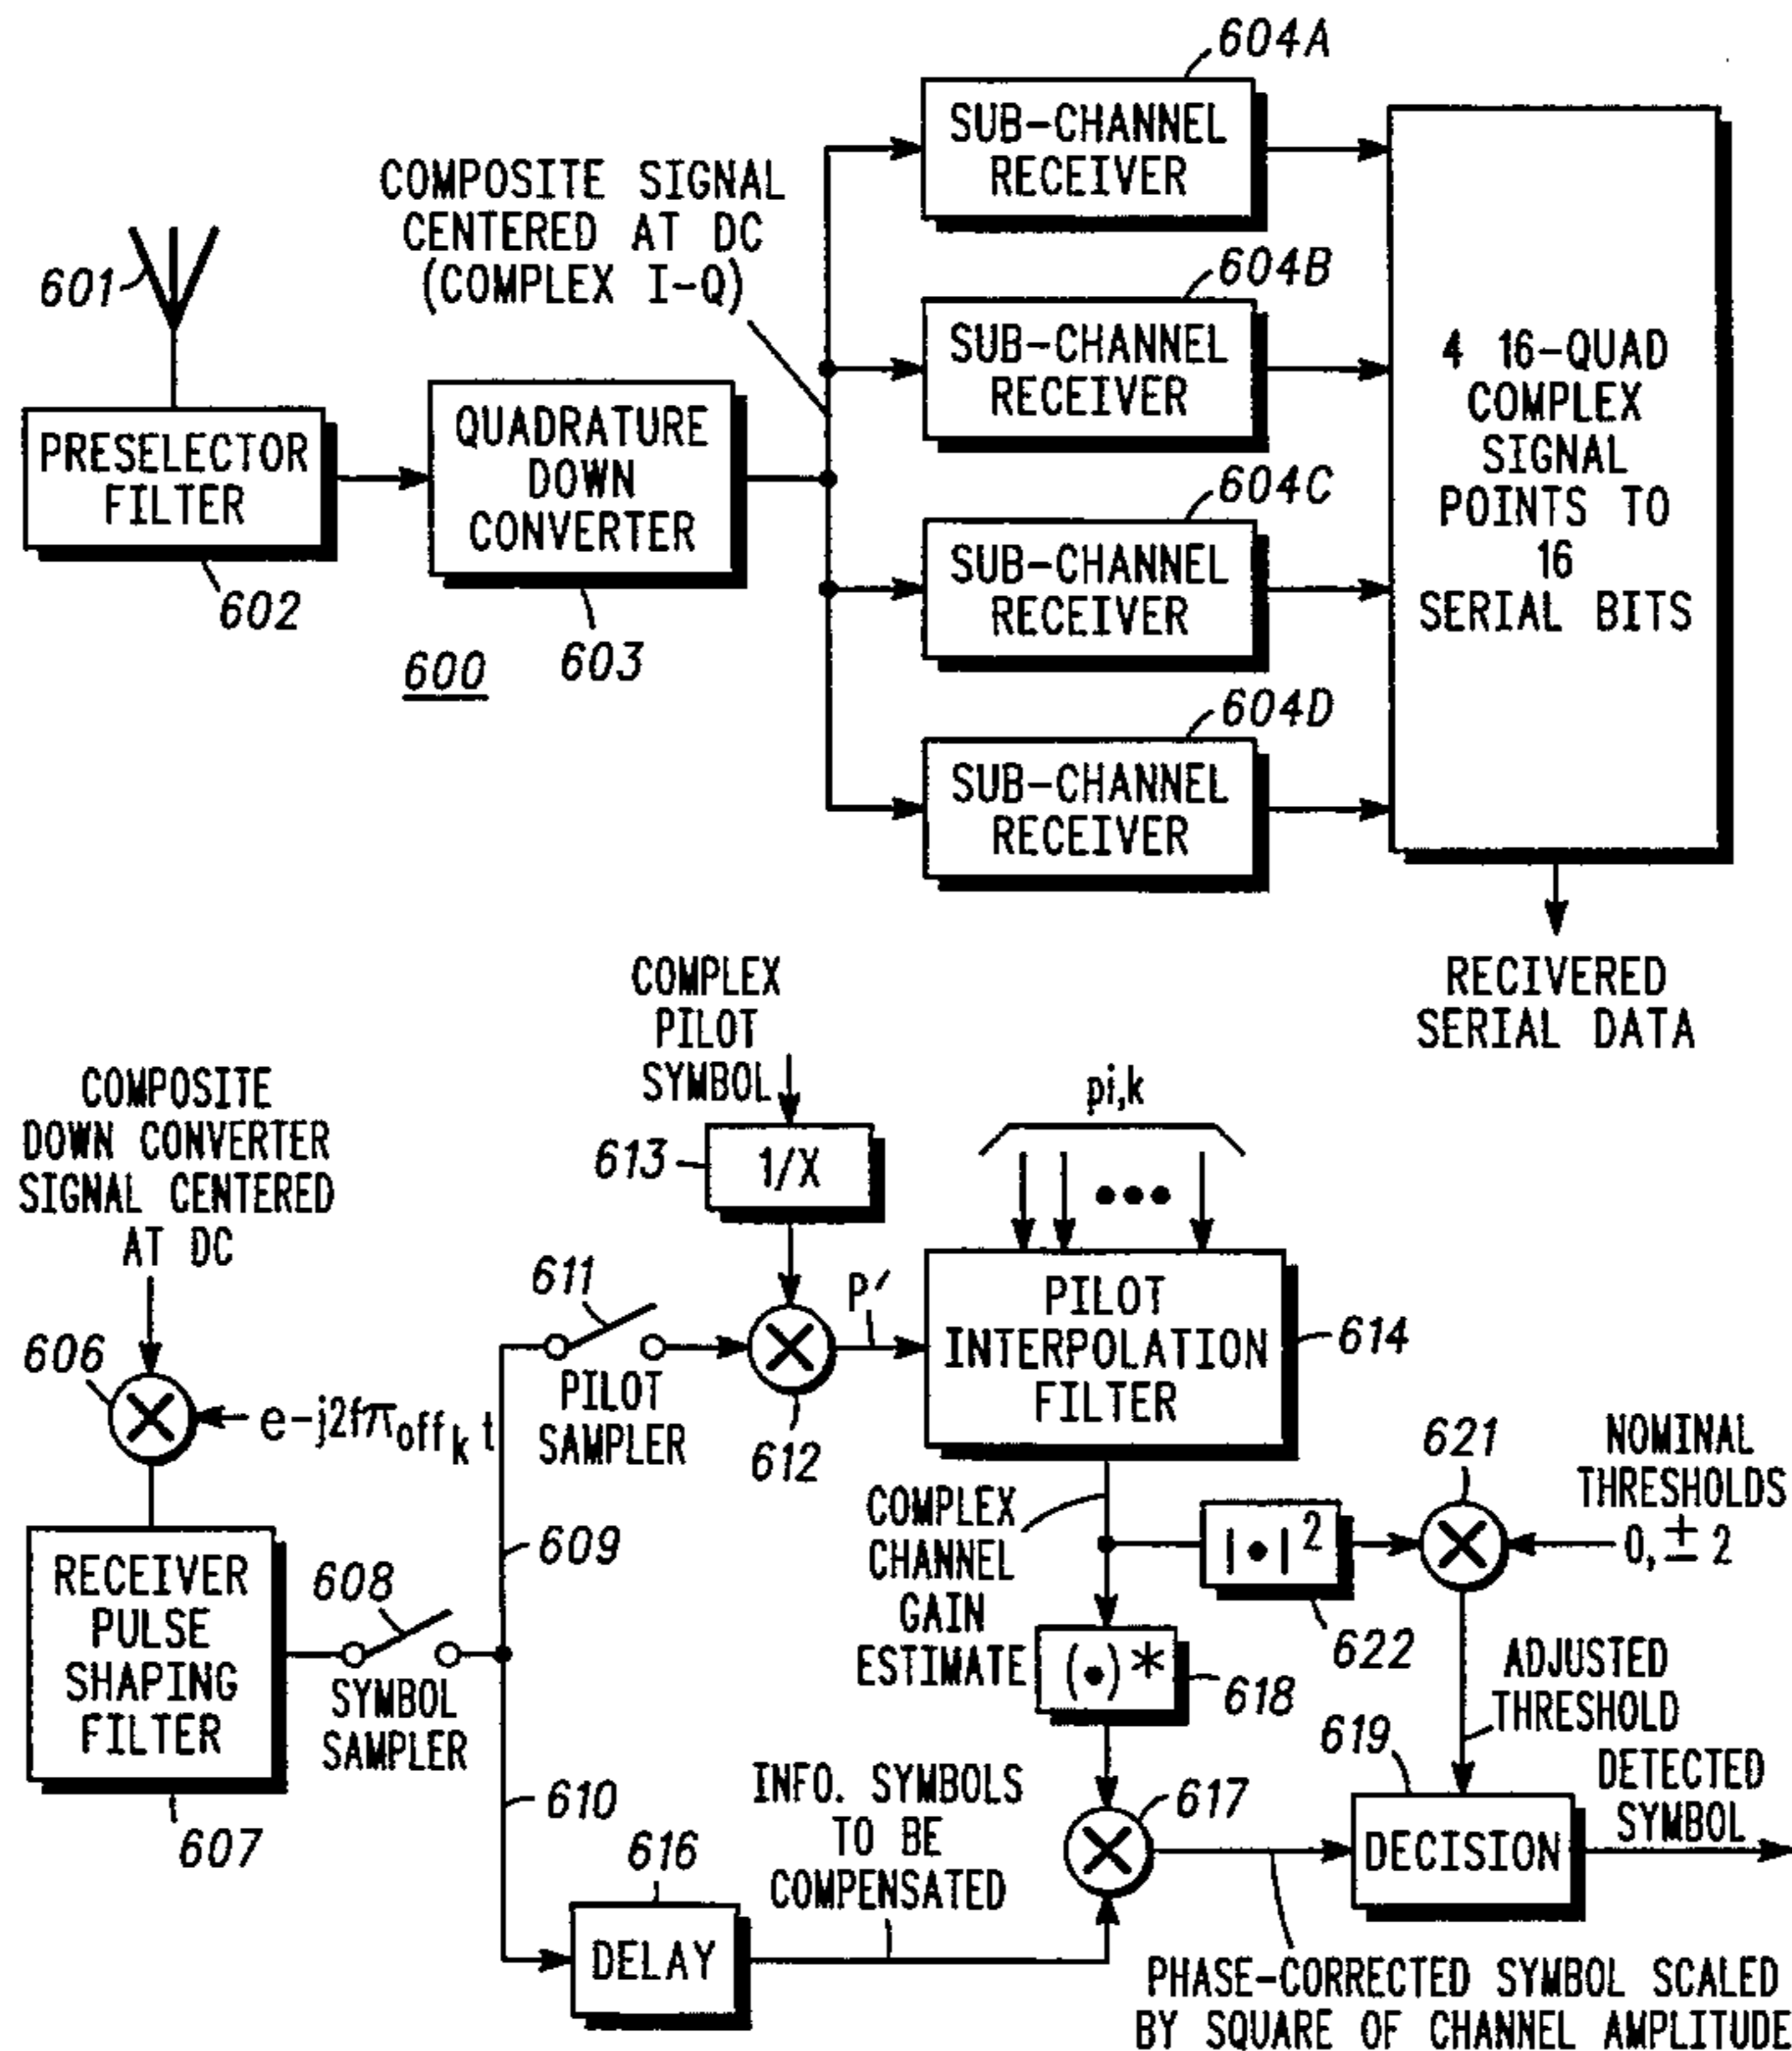 604A
SUB-CHANNEL
RECEIVER
COMPOSITE SIGNAL
CENTERED AT DC
(COMPLEX I-Q)
601
604B
SUB-CHANNEL
RECEIVER
4 16-QUAD
COMPLEX
SIGNAL
POINTS TO
16
SERIAL BITS
PRESELECTOR
FILTER
QUADRATURE
DOWN
CONVERTER
604C
SUB-CHANNEL
RECEIVER
602
603
600
604D
SUB-CHANNEL
RECEIVER
RECIVERED
SERIAL DATA
COMPLEX
PILOT
SYMBOL
COMPOSITE
DOWN CONVERTER
SIGNAL CENTERED
AT DC
613
1/X
pi,k
611
P′
PILOT
INTERPOLATION
FILTER
614
606
e-j2fπoffk t
PILOT
SAMPLER
612
621
NOMINAL
THRESHOLDS
0, ± 2
COMPLEX
CHANNEL
GAIN
ESTIMATE
|•|2
622
609
RECEIVER
PULSE
SHAPING
FILTER
608
SYMBOL
SAMPLER
(•)*
618
ADJUSTED
THRESHOLD
619
607
610
INFO. SYMBOLS
TO BE
COMPENSATED
617
DECISION
DETECTED
SYMBOL
616
DELAY
PHASE-CORRECTED SYMBOL SCALED
BY SQUARE OF CHANNEL AMPLITUDE